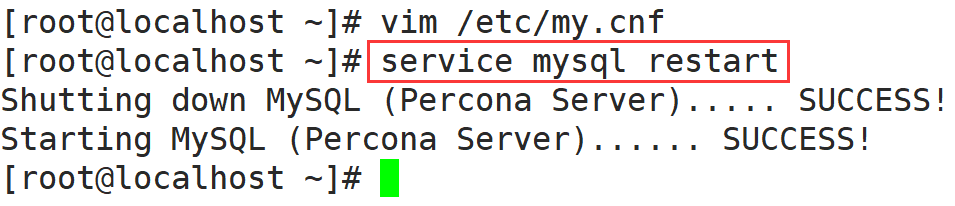 [root@localhost ~]# vim /etc/my.cnf
[root@localhost ~]# service mysql restart
Shutting down MySQL (Percona Server)..... SUCCESS!
Starting MySQL (Percona Server)...... SUCCESS!
[root@localhost ~]#